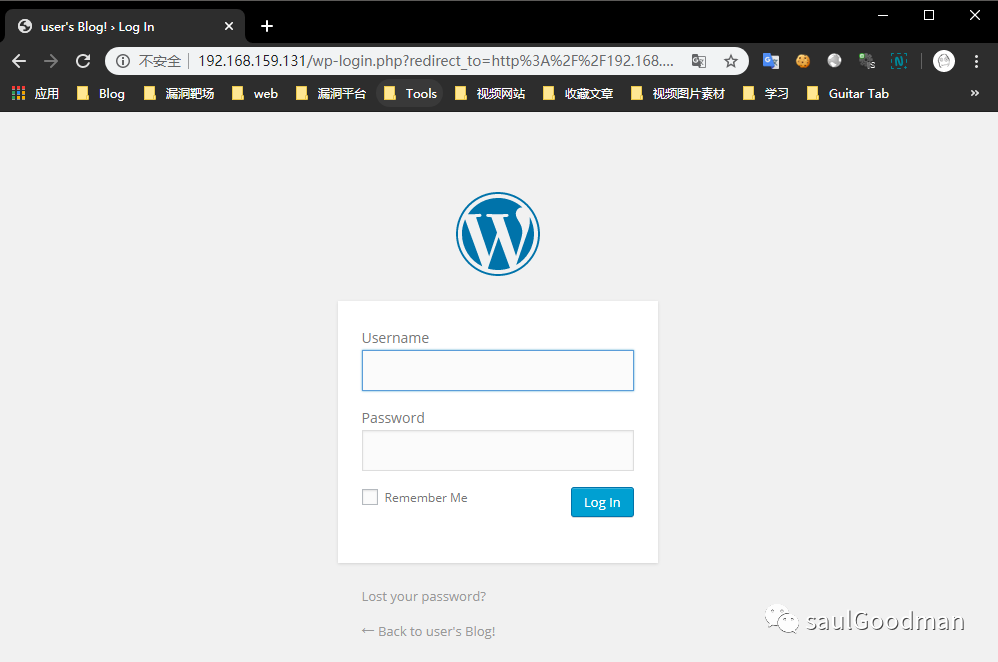 user's Blog! › Log In
不安全 192.168.159.131/wp-login.php?redirect_to=http%3A%2F%2F192.168....
应用 Blog 漏洞靶场 web 漏洞平台 Tools 视频网站 收藏文章 视频图片素材 学习 Guitar Tab »
Username
Password
Remember Me
Log In
Lost your password?
← Back to user's Blog!
saulGoodman